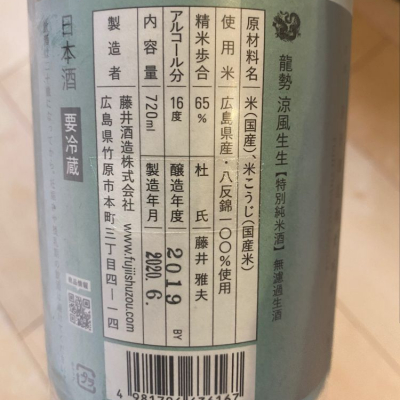 龍勢 涼風生生【特別純米酒】無濾過生酒
原材料名 米(国産)、米こうじ(国産米)
使用米 広島県産・八反錦一〇〇%使用
精米歩合 65% 杜氏 藤井 雅夫
アルコール分 16度 醸造年度 2019 BY
内容量 720ml 製造年月 2020.6.
製造者 藤井酒造株式会社 www.fujiishuzou.com
広島県竹原市本町三丁目四―一四
日本酒 要冷蔵
プラ